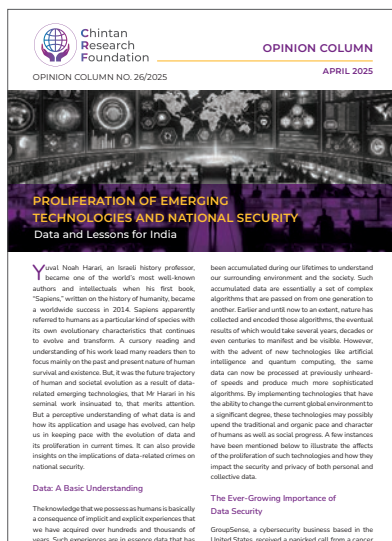 Chintan
Research
Foundation
OPINION COLUMN
OPINION COLUMN NO. 26/2025
APRIL 2025
PROLIFERATION OF EMERGING
TECHNOLOGIES AND NATIONAL SECURITY
Data and Lessons for India
Yuval Noah Harari, an Israeli history professor,
became one of the world's most well-known
authors and intellectuals when his first book,
"Sapiens," written on the history of humanity, became
a worldwide success in 2014. Sapiens apparently
referred to humans as a particular kind of species with
its own evolutionary characteristics that continues
to evolve and transform. A cursory reading and
understanding of his work lead many readers then to
focus mainly on the past and present nature of human
survival and existence. But, it was the future trajectory
of human and societal evolution as a result of data-
related emerging technologies, that Mr Harari in his
seminal work insinuated to, that merits attention.
But a perceptive understanding of what data is and
how its application and usage has evolved, can help
us in keeping pace with the evolution of data and
its proliferation in current times. It can also provide
insights on the implications of data-related crimes on
national security.
Data: A Basic Understanding
The knowledge that we possess as humans is basically
a consequence of implicit and explicit experiences that
we have acquired over hundreds and thousands of
years. Such experiences are in essence data that has
been accumulated during our lifetimes to understand
our surrounding environment and the society. Such
accumulated data are essentially a set of complex
algorithms that are passed on from one generation to
another. Earlier and until now to an extent, nature has
collected and encoded those algorithms, the eventual
results of which would take several years, decades or
even centuries to manifest and be visible. However,
with the advent of new technologies like artificial
intelligence and quantum computing, the same
data can now be processed at previously unheard-
of speeds and produce much more sophisticated
algorithms. By implementing technologies that have
the ability to change the current global environment to
a significant degree, these technologies may possibly
upend the traditional and organic pace and character
of humans as well as social progress. A few instances
have been mentioned below to illustrate the affects
of the proliferation of such technologies and how they
impact the security and privacy of both personal and
collective data.
The Ever-Growing Importance of
Data Security
GroupSense, a cybersecurity business based in the
United States, received a panicked call from a cancer